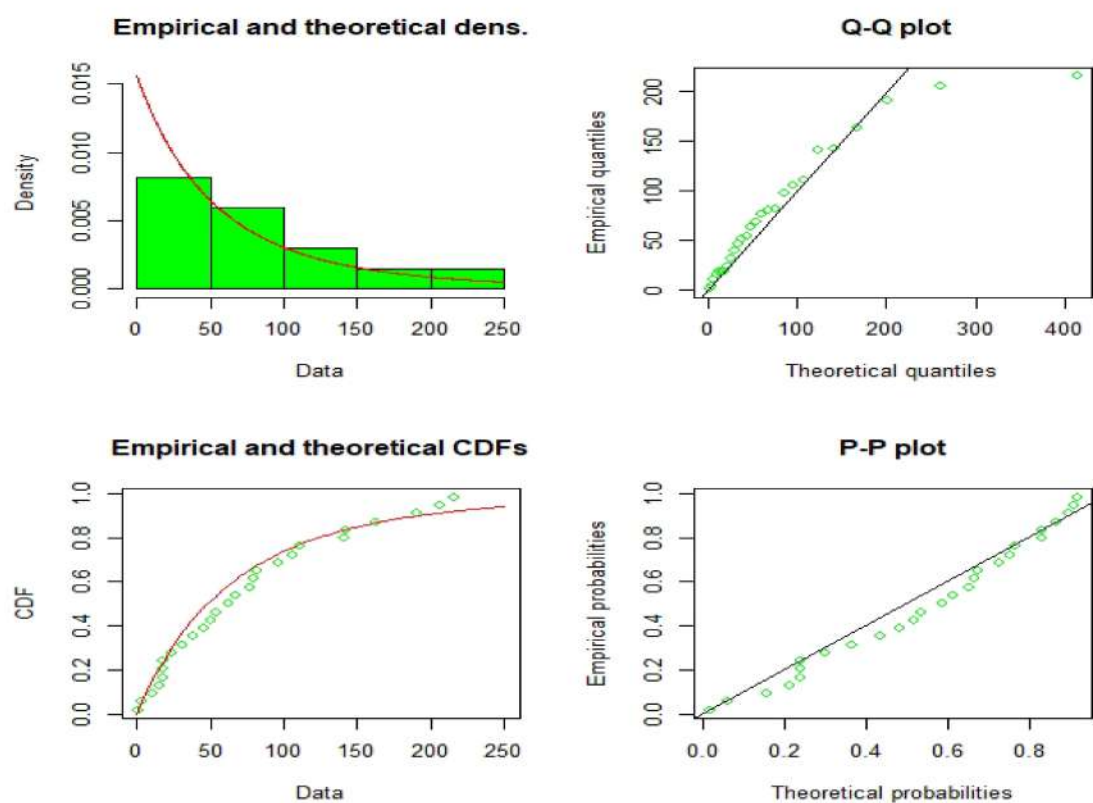 Empirical and theoretical dens.
Density
0.000 0.005 0.010 0.015
0 50 100 150 200 250
Data
Q-Q plot
Empirical quantiles
0 50 100 150 200
0 100 200 300 400
Theoretical quantiles
Empirical and theoretical CDFs
CDF
0.0 0.2 0.4 0.6 0.8 1.0
0 50 100 150 200 250
Data
P-P plot
Empirical probabilities
0.0 0.2 0.4 0.6 0.8 1.0
0.0 0.2 0.4 0.6 0.8
Theoretical probabilities